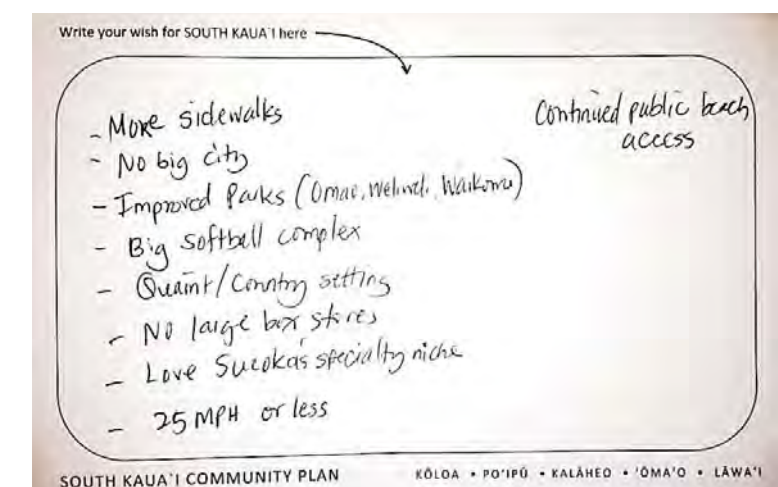 Write your wish for SOUTH KAUA`I here
- More sidewalks
- No big city
- Improved Parks (Omao, Weliweli, Waikomo)
- Big softball complex
- Quaint/Country setting
- No large box stores
- Love Sueoka's specialty niche
- 25 MPH or less
Continued public beach
access
SOUTH KAUA`I COMMUNITY PLAN
KŌLOA • PO'IPŪ • KALĀHEO • 'ŌMA'O • LĀWA'I